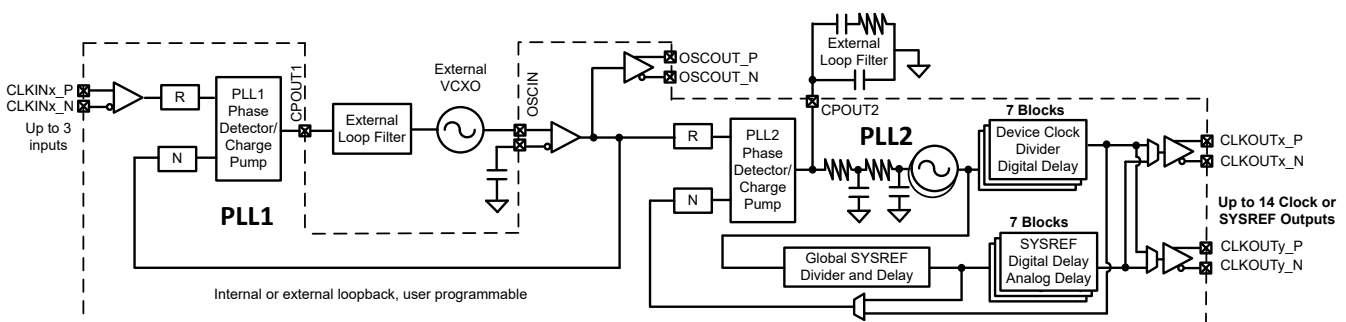 CLKINx_P
CLKINx_N
Up to 3
inputs
R
N
PLL1
Phase
Detector/
Charge
Pump
PLL1
CPOUT1
External
Loop Filter
External
VCXO
OSCIN
OSCOUT_P
OSCOUT_N
External
Loop Filter
CPOUT2
R
N
PLL2
Phase
Detector/
Charge
Pump
PLL2
7 Blocks
Device Clock
Divider
Digital Delay
CLKOUTx_P
CLKOUTx_N
Up to 14 Clock or
SYSREF Outputs
7 Blocks
Global SYSREF
Divider and Delay
SYSREF
Digital Delay
Analog Delay
CLKOUTy_P
CLKOUTy_N
Internal or external loopback, user programmable